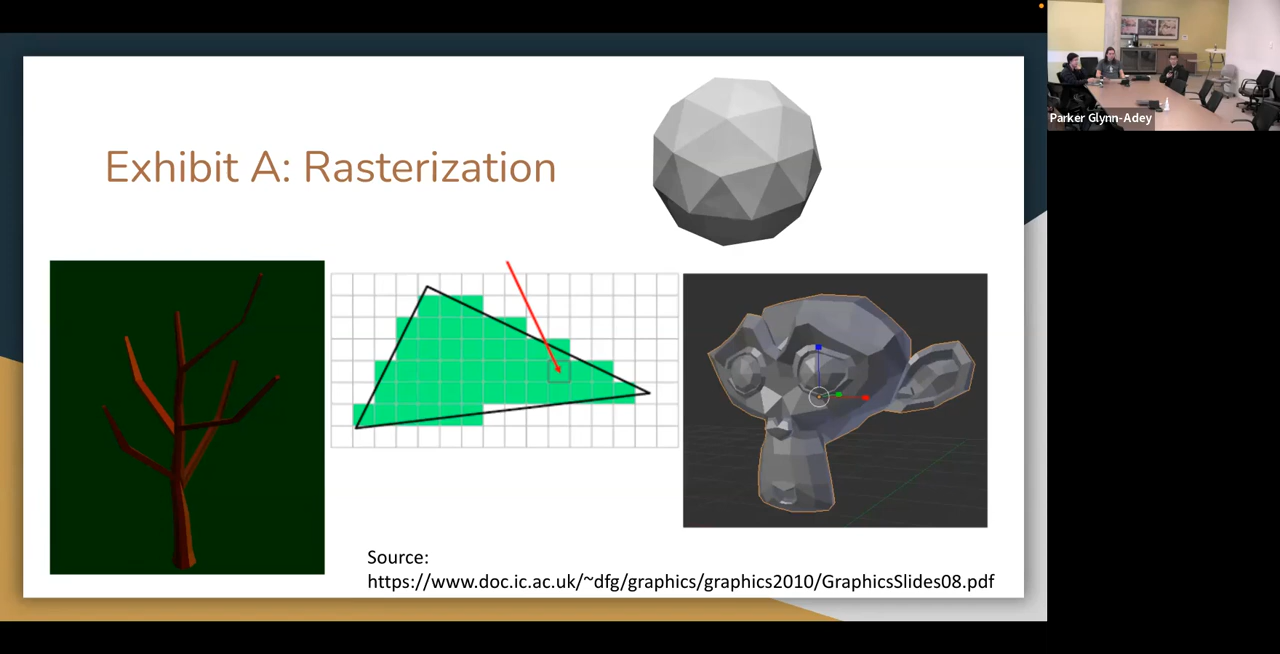 Exhibit A: Rasterization
Source:
https://www.doc.ic.ac.uk/~dfg/graphics/graphics2010/GraphicsSlides08.pdf
Parker Glynn-Adey